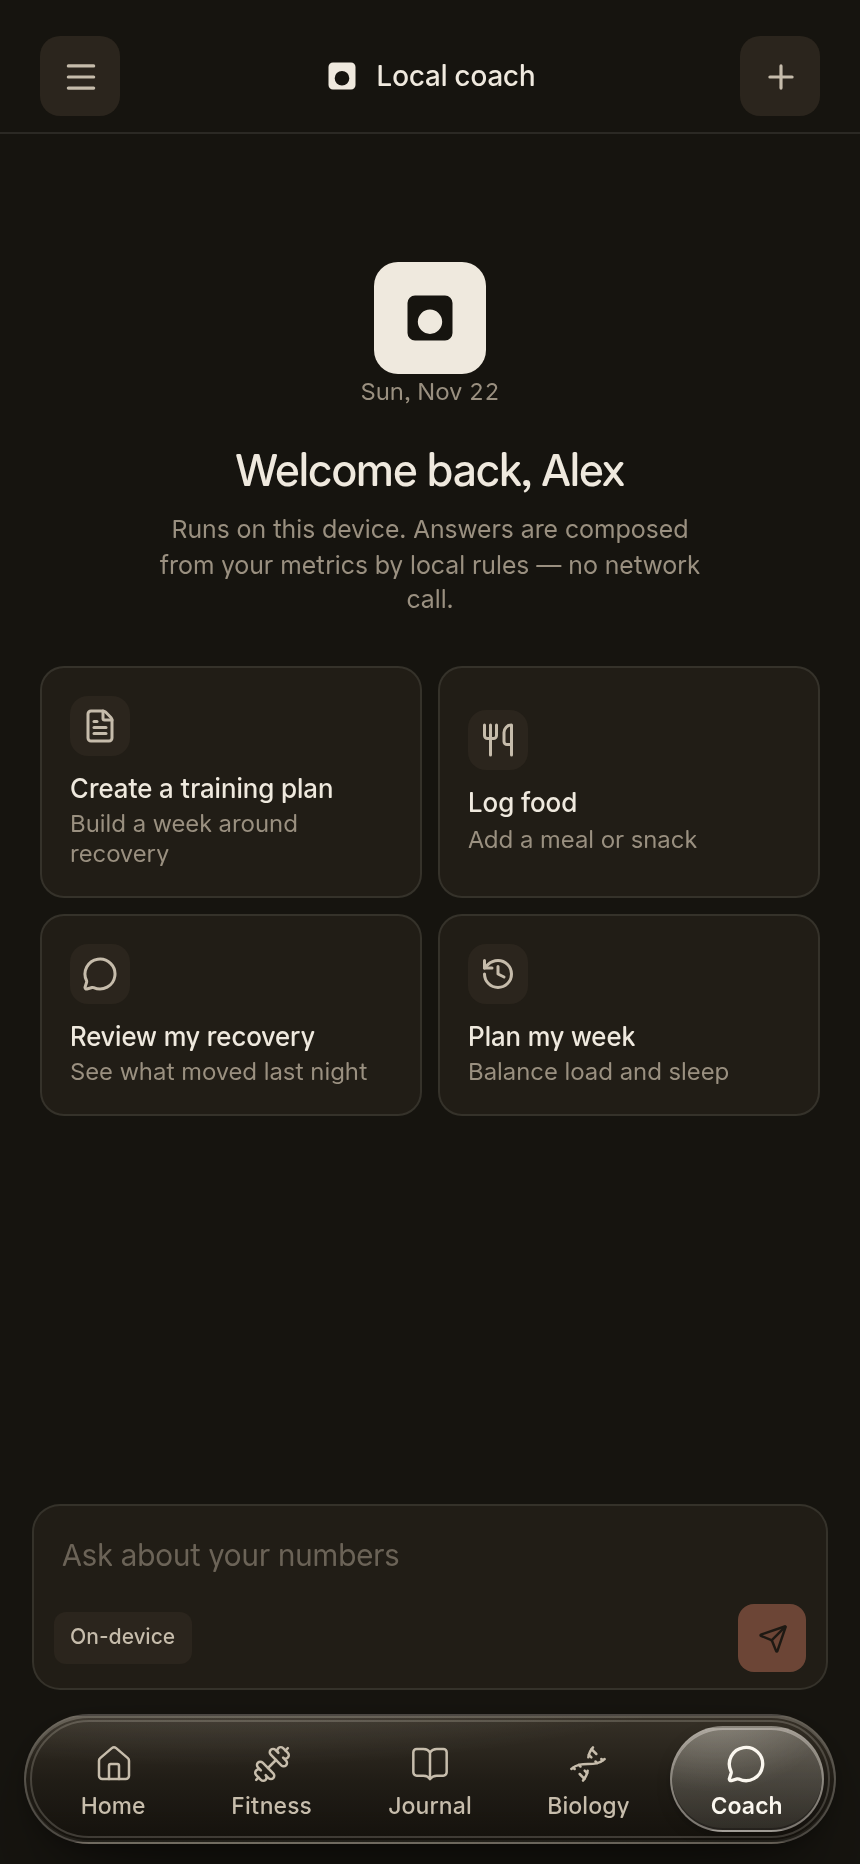 Local coach
Sun, Nov 22
Welcome back, Alex
Runs on this device. Answers are composed
from your metrics by local rules — no network
call.
Create a training plan
Build a week around
recovery
Log food
Add a meal or snack
Review my recovery
See what moved last night
Plan my week
Balance load and sleep
Ask about your numbers
On-device
Home
Fitness
Journal
Biology
Coach